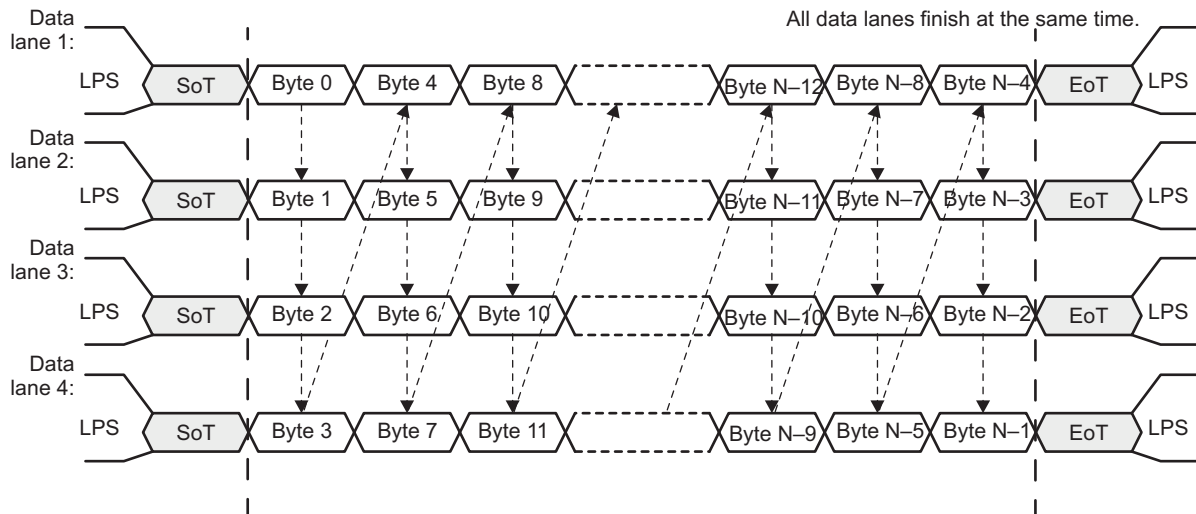 All data lanes finish at the same time.
Data
lane 1:
LPS SoT Byte 0 Byte 4 Byte 8 Byte N–12 Byte N–8 Byte N–4 EoT LPS
Data
lane 2:
LPS SoT Byte 1 Byte 5 Byte 9 Byte N–11 Byte N–7 Byte N–3 EoT LPS
Data
lane 3:
LPS SoT Byte 2 Byte 6 Byte 10 Byte N–10 Byte N–6 Byte N–2 EoT LPS
Data
lane 4:
LPS SoT Byte 3 Byte 7 Byte 11 Byte N–9 Byte N–5 Byte N–1 EoT LPS